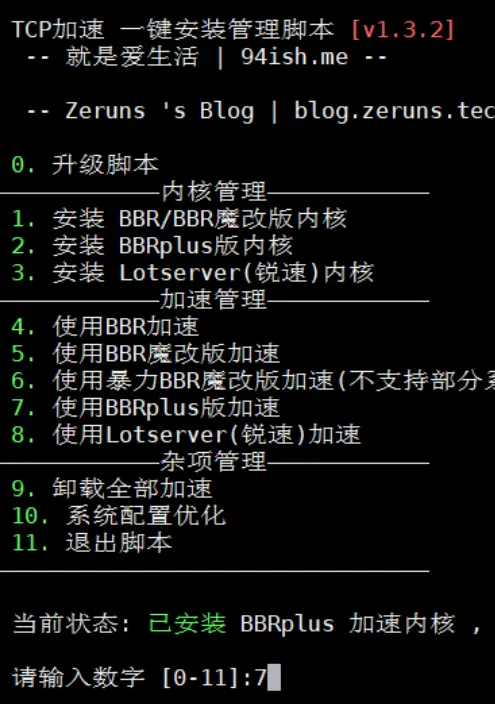 TCP加速 一键安装管理脚本 [v1.3.2]
-- 就是爱生活 | 94ish.me --
-- Zeruns 's Blog | blog.zeruns.tec
0. 升级脚本
内核管理
1. 安装 BBR/BBR魔改版内核
2. 安装 BBRplus版内核
3. 安装 Lotserver(锐速)内核
加速管理
4. 使用BBR加速
5. 使用BBR魔改版加速
6. 使用暴力BBR魔改版加速(不支持部分系
7. 使用BBRplus版加速
8. 使用Lotserver(锐速)加速
杂项管理
9. 卸载全部加速
10. 系统配置优化
11. 退出脚本
当前状态: 已安装 BBRplus 加速内核 ,
请输入数字 [0-11]:7